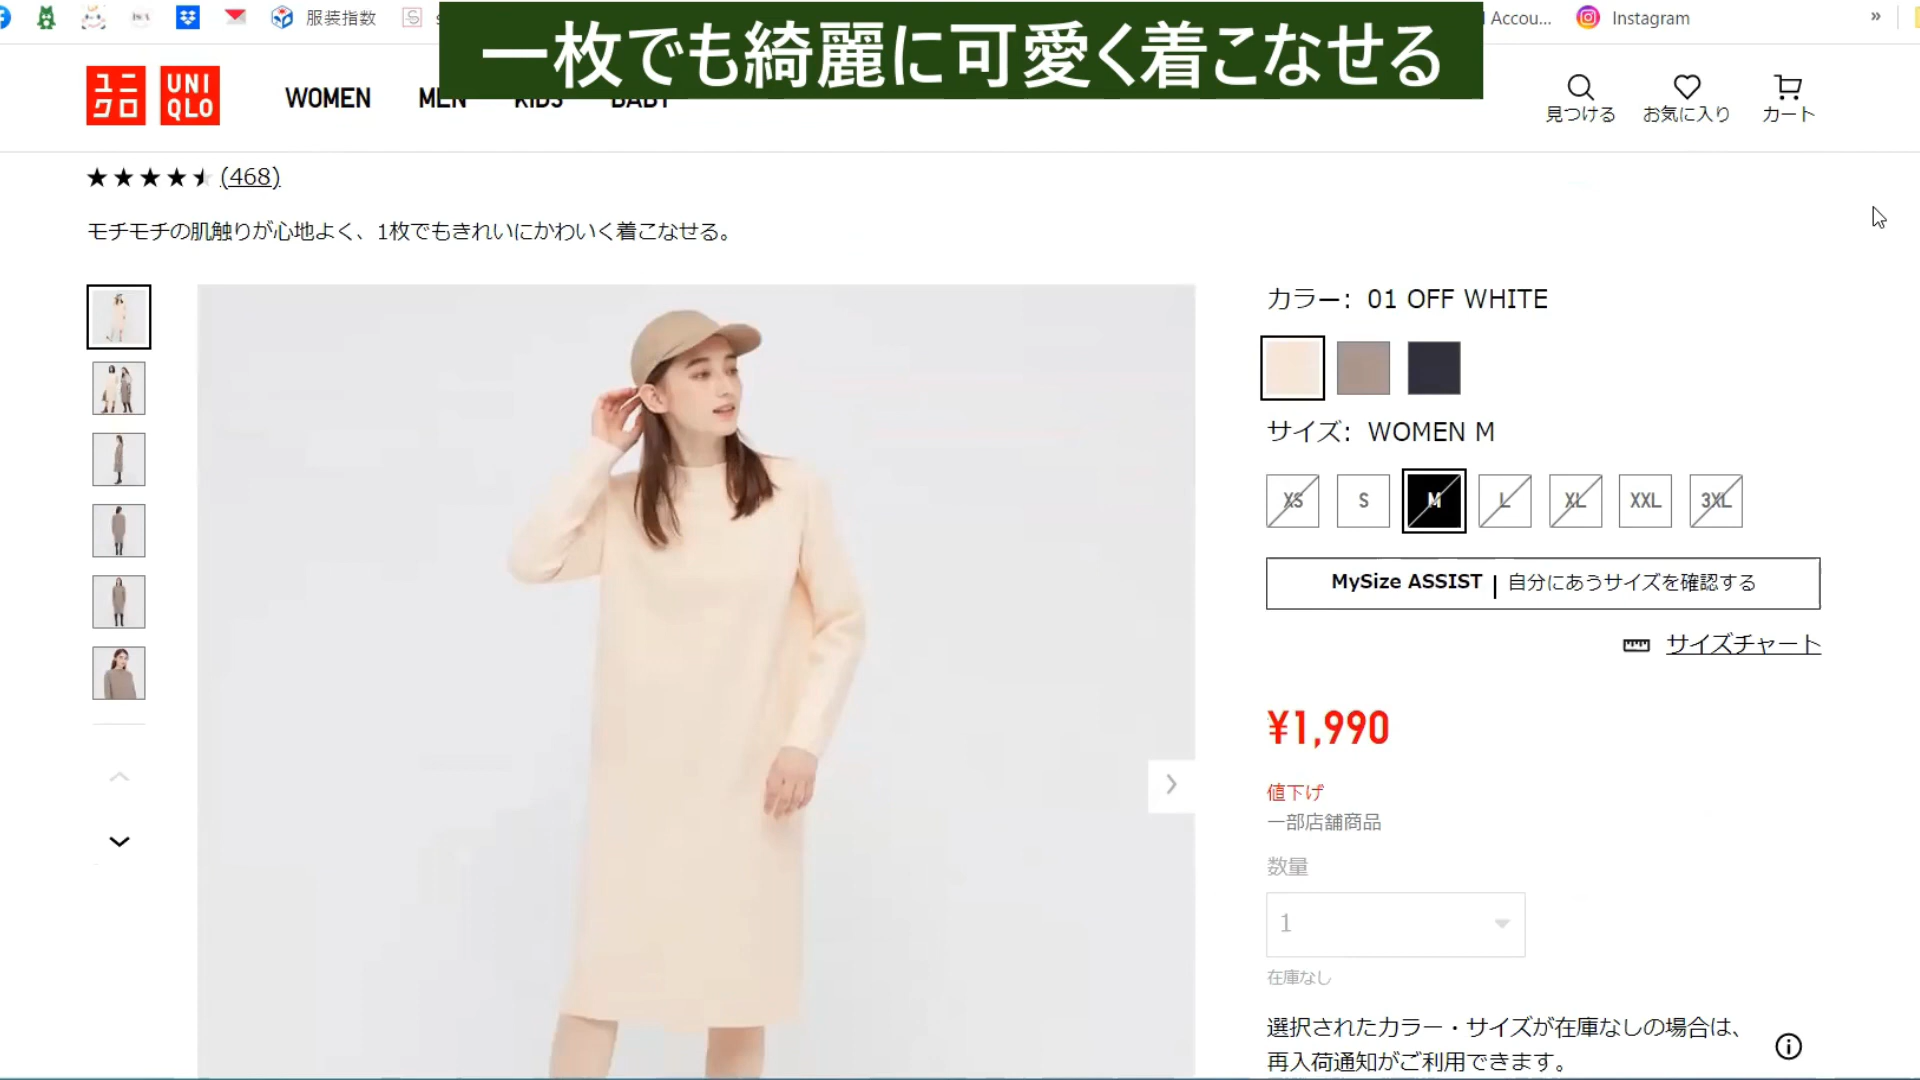 服装指数
Accou...
Instagram
»
一枚でも綺麗に可愛く着こなせる
ユニクロ
UNIQLO
WOMEN
MEN
KIDS
BABY
見つける
お気に入り
カート
(468)
モチモチの肌触りが心地よく、1枚でもきれいにかわいく着こなせる。
カラー: 01 OFF WHITE
サイズ: WOMEN M
XS
S
M
L
XL
XXL
3XL
MySize ASSIST | 自分にあうサイズを確認する
サイズチャート
¥1,990
値下げ
一部店舗商品
数量
1
在庫なし
選択されたカラー・サイズが在庫なしの場合は、
再入荷通知がご利用できます。